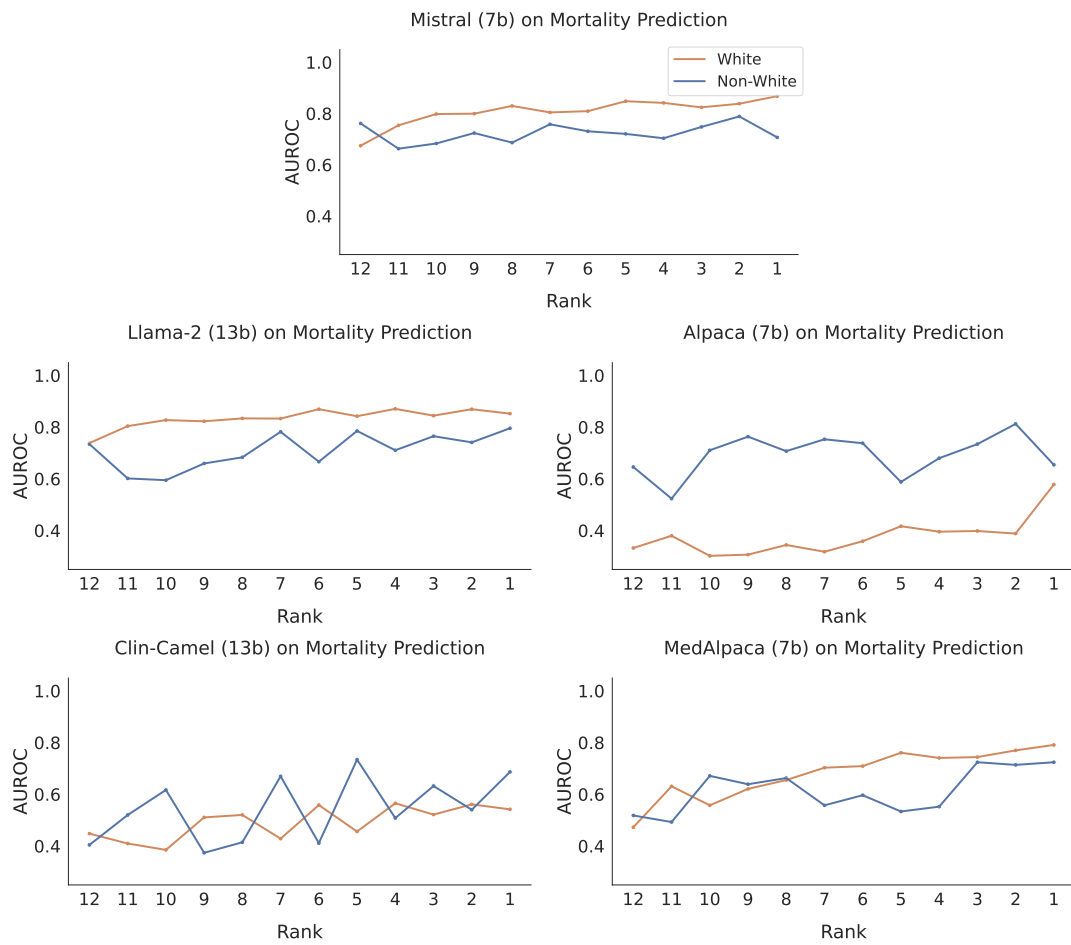 Mistral (7b) on Mortality Prediction
White
Non-White
1.0
0.8
0.6
0.4
AUROC
12 11 10 9 8 7 6 5 4 3 2 1
Rank
Llama-2 (13b) on Mortality Prediction
1.0
0.8
0.6
0.4
AUROC
12 11 10 9 8 7 6 5 4 3 2 1
Rank
Alpaca (7b) on Mortality Prediction
1.0
0.8
0.6
0.4
AUROC
12 11 10 9 8 7 6 5 4 3 2 1
Rank
Clin-Camel (13b) on Mortality Prediction
1.0
0.8
0.6
0.4
AUROC
12 11 10 9 8 7 6 5 4 3 2 1
Rank
MedAlpaca (7b) on Mortality Prediction
1.0
0.8
0.6
0.4
AUROC
12 11 10 9 8 7 6 5 4 3 2 1
Rank